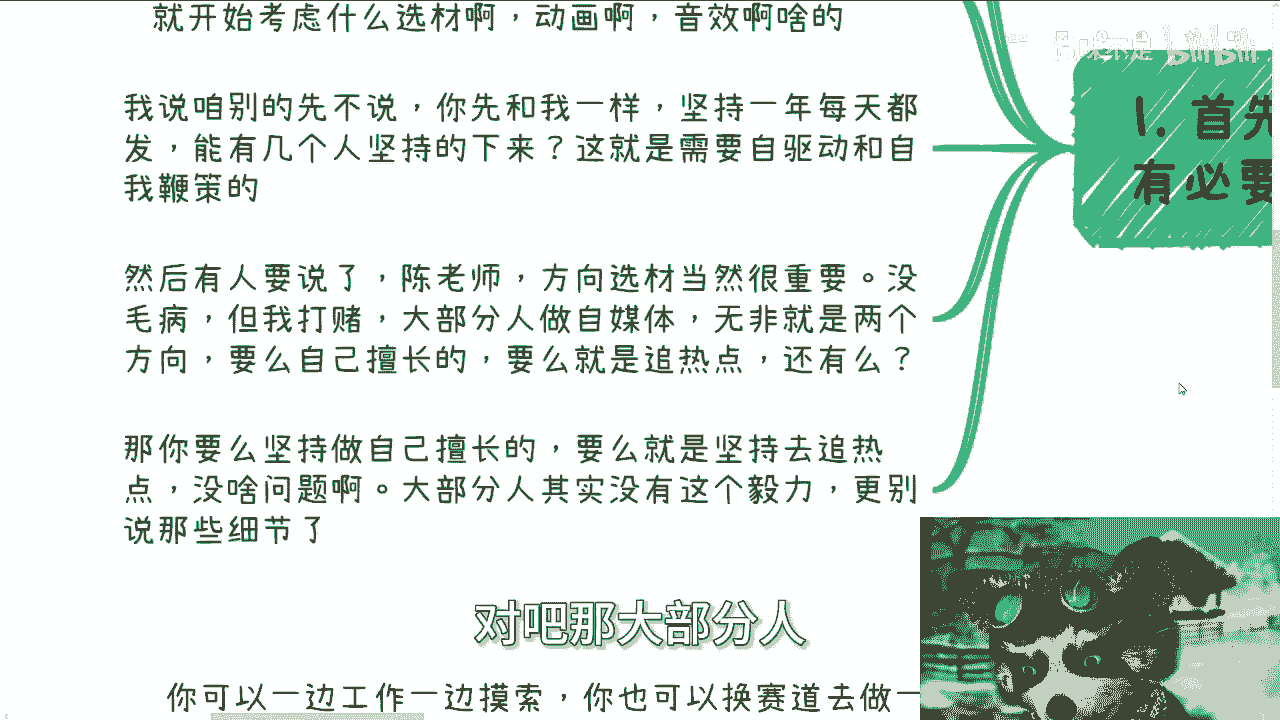 就开始考虑什么选材啊，动画啊，音效啊啥的
我说咱别的先不说，你先和我一样，坚持一年每天都
发，能有几个人坚持的下来？这就是需要自驱动和自
我鞭策的
然后有人要说了，陈老师，方向选材当然很重要。没
毛病，但我打赌，大部分人做自媒体，无非就是两个
方向，要么自己擅长的，要么就是追热点，还有么？
那你要么坚持做自己擅长的，要么就是坚持去追热
点，没啥问题啊。大部分人其实没有这个毅力，更别
说那些细节了
1. 首先
有必要
对吧那大部分人
你可以一边工作一边摸索，你也可以换赛道去做一
bilibili